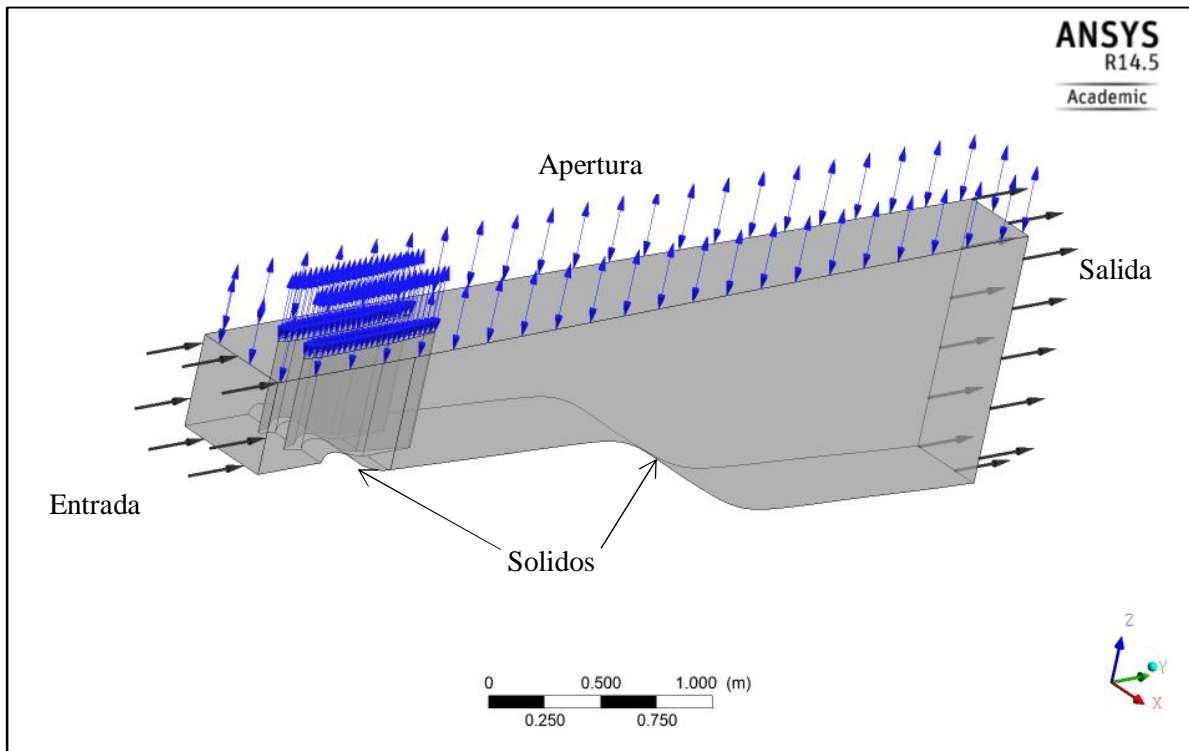 ANSYS
R14.5
Academic
Apertura
Salida
Entrada
Solidos
0 0.500 1.000 (m)
0.250 0.750
Z
Y
X